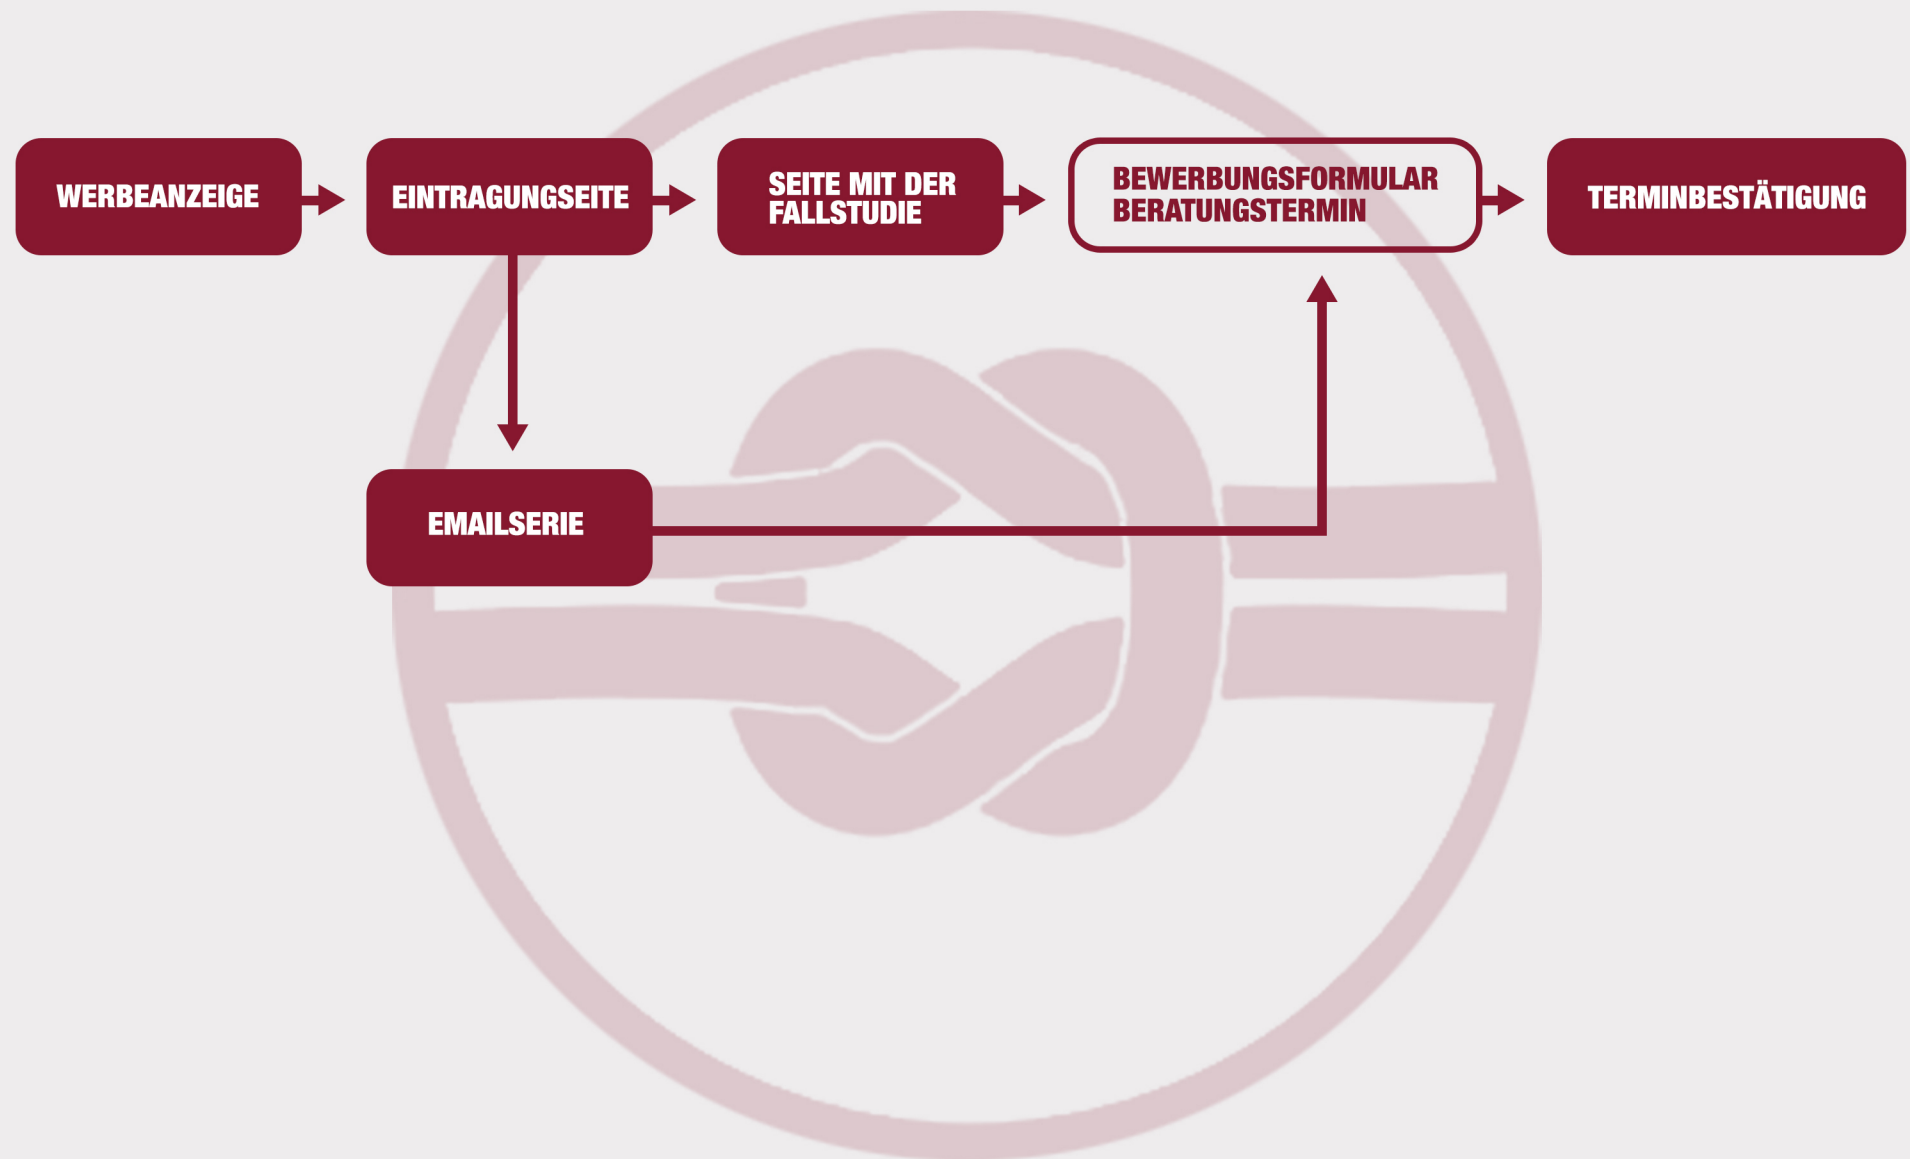 WERBEANZEIGE
EINTRAGUNGSEITE
SEITE MIT DER
FALLSTUDIE
BEWERBUNGSFORMULAR
BERATUNGSTERMIN
TERMINBESTÄTIGUNG
EMAILSERIE